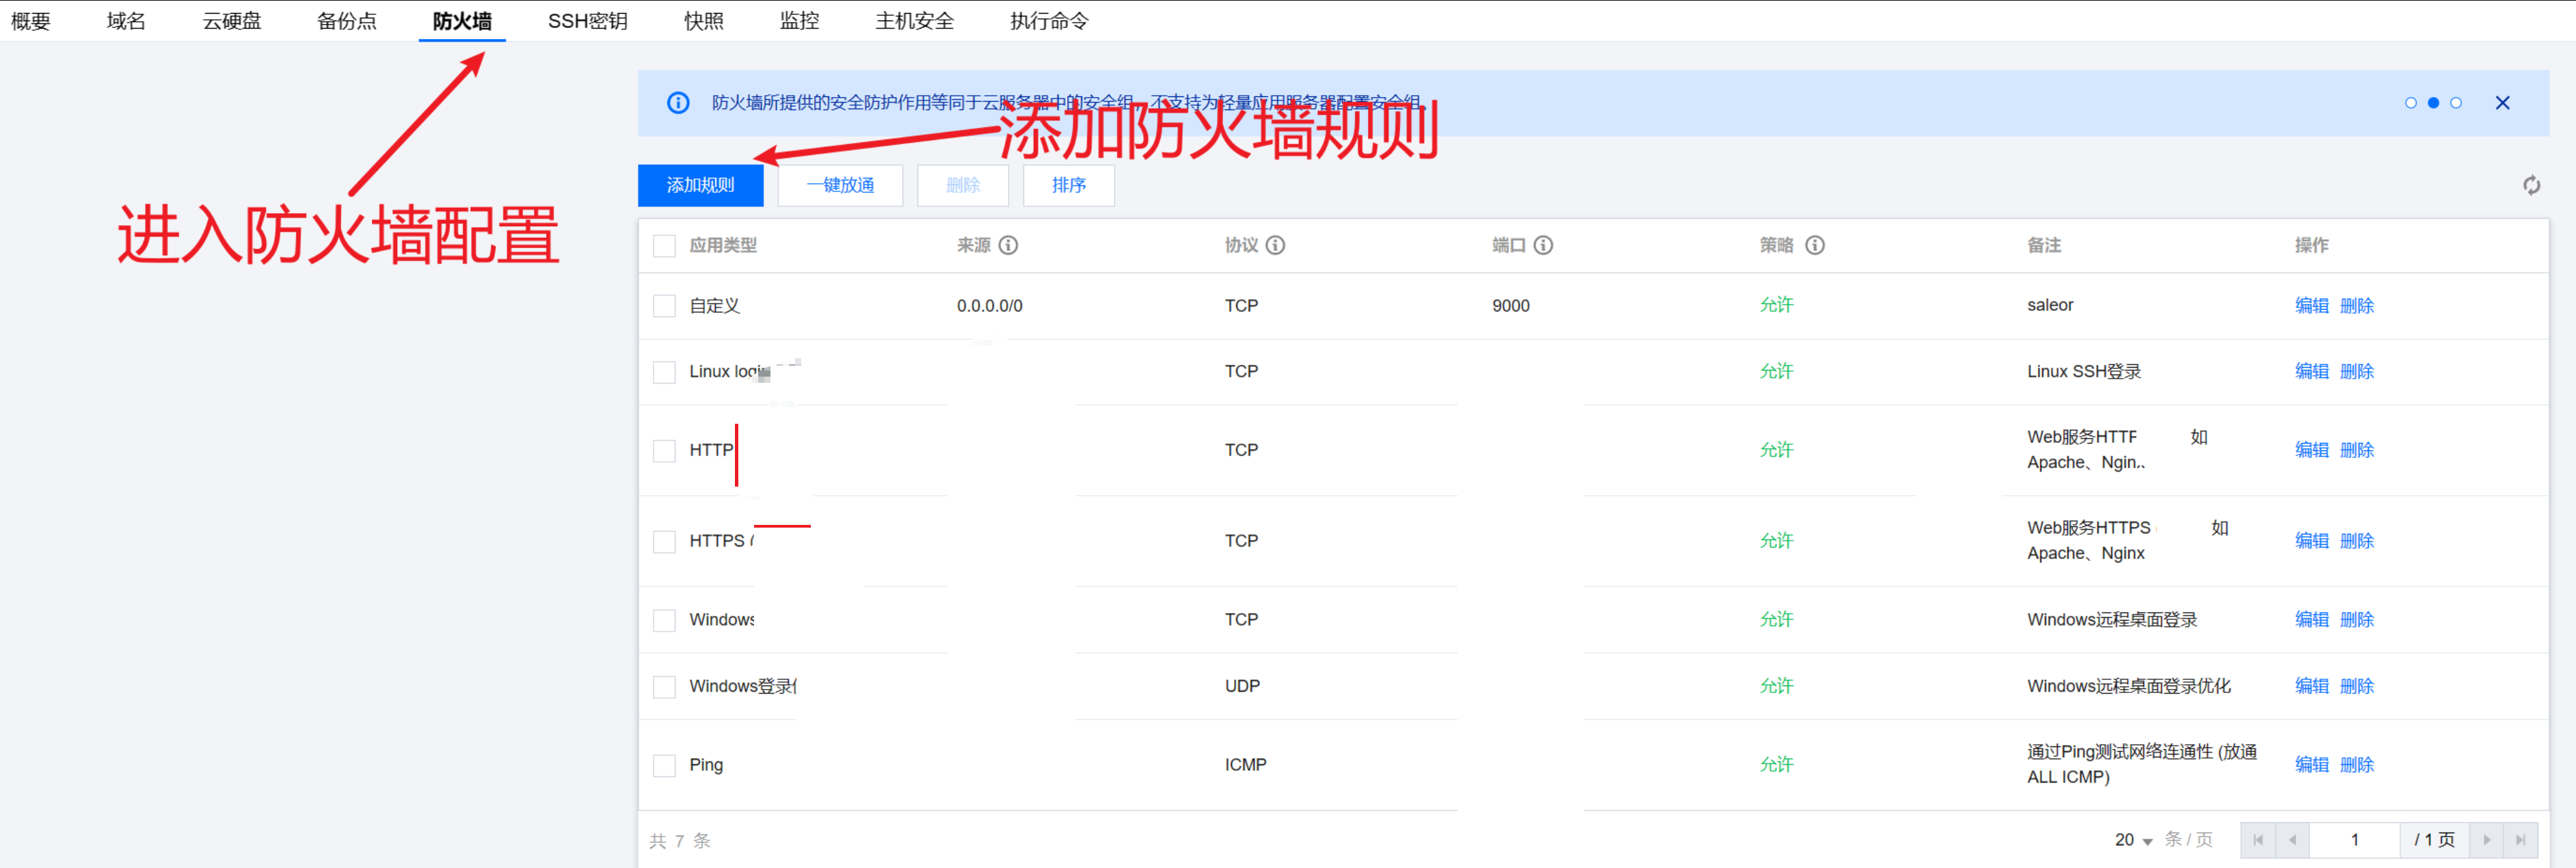 概要 域名 云硬盘 备份点 防火墙 SSH密钥 快照 监控 主机安全 执行命令
防火墙所提供的安全防护作用等同于云服务器中的安全组，不支持为轻量应用服务器配置安全组。
添加防火墙规则
进入防火墙配置
添加规则 一键放通 删除 排序
应用类型 来源 协议 端口 策略 备注 操作
自定义 0.0.0.0/0 TCP 9000 允许 saleor 编辑 删除
Linux login TCP 允许 Linux SSH登录 编辑 删除
HTTP TCP 允许 Web服务HTTP 如 编辑 删除
Apache、Ngin..
HTTPS ( TCP 允许 Web服务HTTPS 如 编辑 删除
Apache、Nginx
Windows TCP 允许 Windows远程桌面登录 编辑 删除
Windows登录 UDP 允许 Windows远程桌面登录优化 编辑 删除
Ping ICMP 允许 通过Ping测试网络连通性 (放通 编辑 删除
ALL ICMP)
共 7 条 20 条 / 页 1 / 1 页